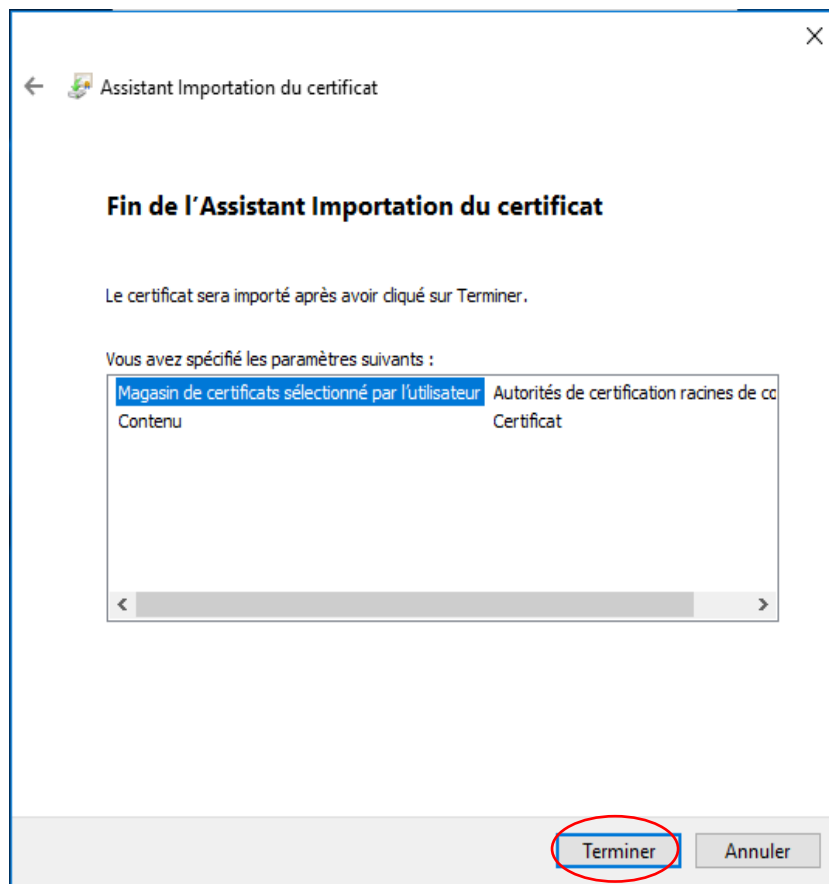 Assistant Importation du certificat
Fin de l'Assistant Importation du certificat
Le certificat sera importé après avoir cliqué sur Terminer.
Vous avez spécifié les paramètres suivants :
Magasin de certificats sélectionné par l'utilisateur Autorités de certification racines de co
Contenu Certificat
Terminer Annuler